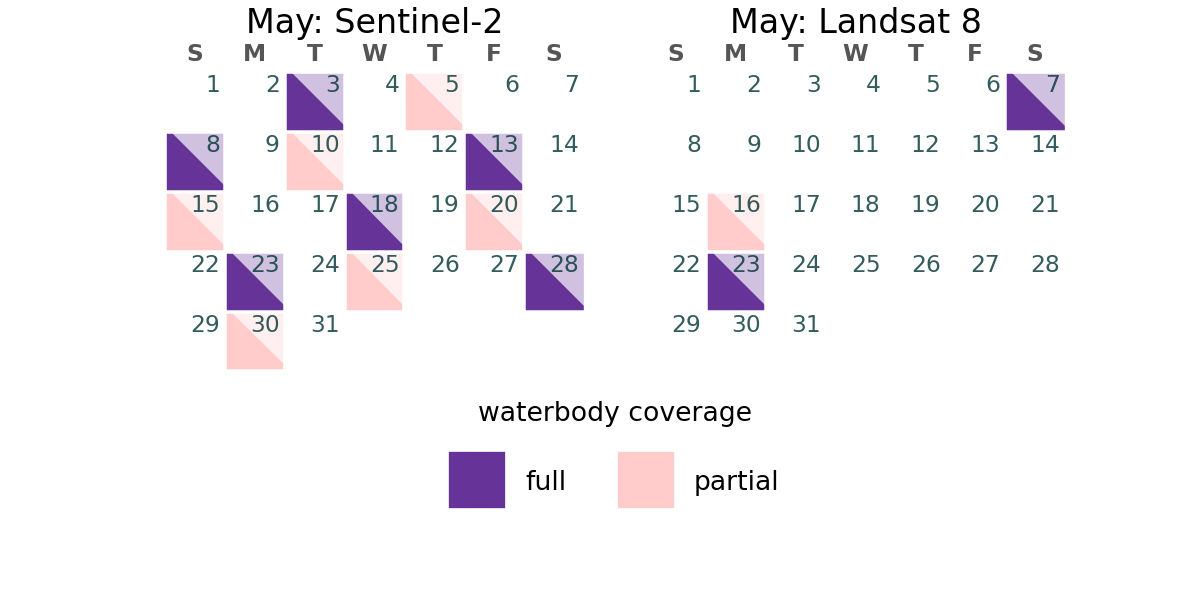 May: Sentinel-2
S M T W T F S
1 2 3 4 5 6 7
8 9 10 11 12 13 14
15 16 17 18 19 20 21
22 23 24 25 26 27 28
29 30 31
May: Landsat 8
S M T W T F S
1 2 3 4 5 6 7
8 9 10 11 12 13 14
15 16 17 18 19 20 21
22 23 24 25 26 27 28
29 30 31
waterbody coverage
full
partial